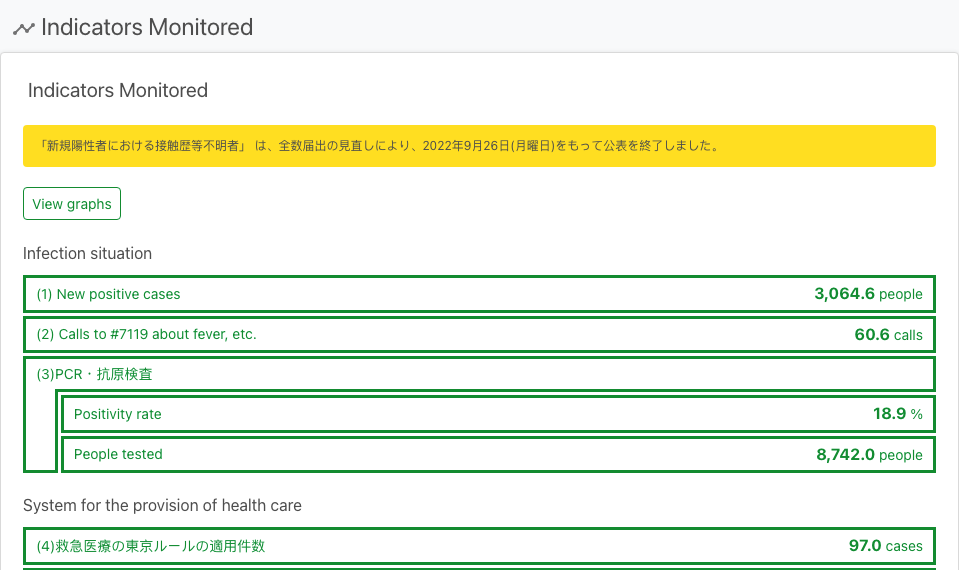 Indicators Monitored
Indicators Monitored
「新規陽性者における接触歴等不明者」 は、全数届出の見直しにより、2022年9月26日(月曜日)をもって公表を終了しました。
View graphs
Infection situation
(1) New positive cases 3,064.6 people
(2) Calls to #7119 about fever, etc. 60.6 calls
(3)PCR・抗原検査
Positivity rate 18.9 %
People tested 8,742.0 people
System for the provision of health care
(4)救急医療の東京ルールの適用件数 97.0 cases